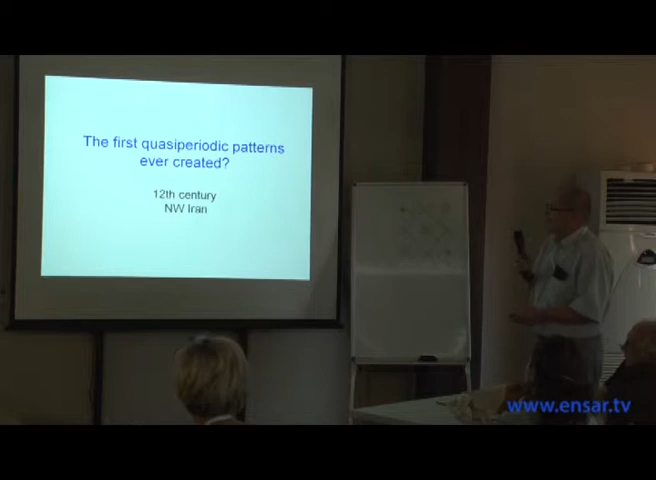 The first quasiperiodic patterns
ever created?
12th century
NW Iran
www.ensar.tv